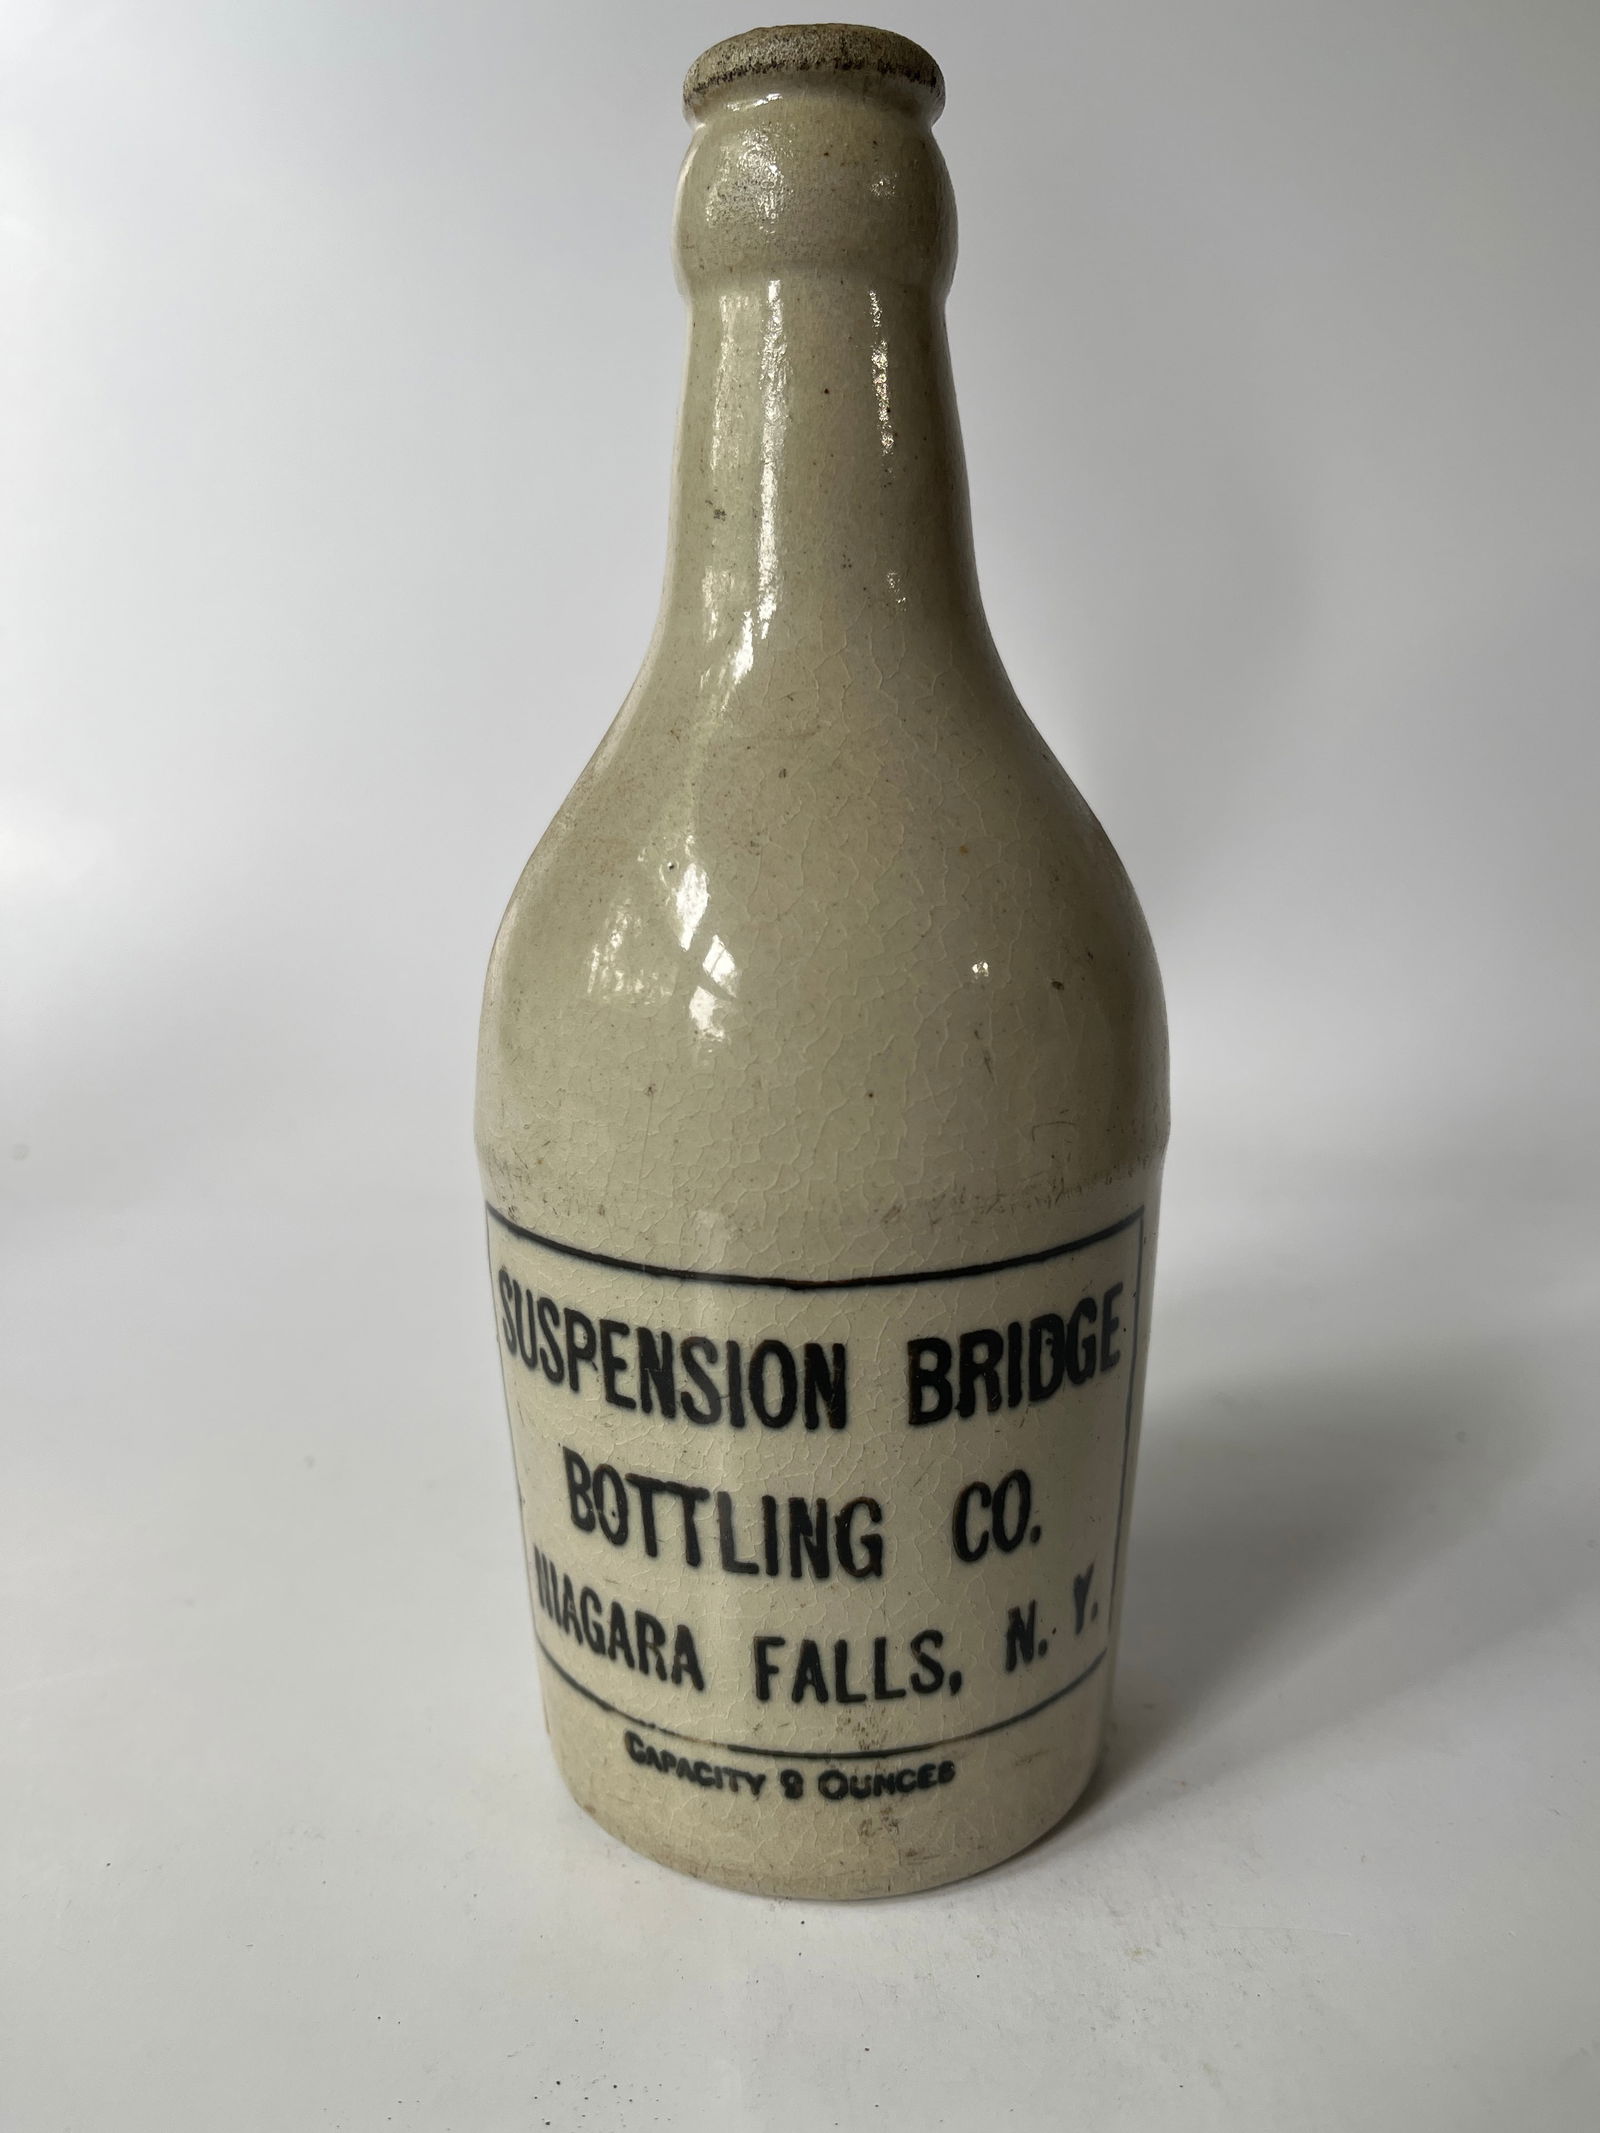 SUSPENSION BRIDGE
BOTTLING CO.
NIAGARA FALLS, N. Y.
CAPACITY 8 OUNCES